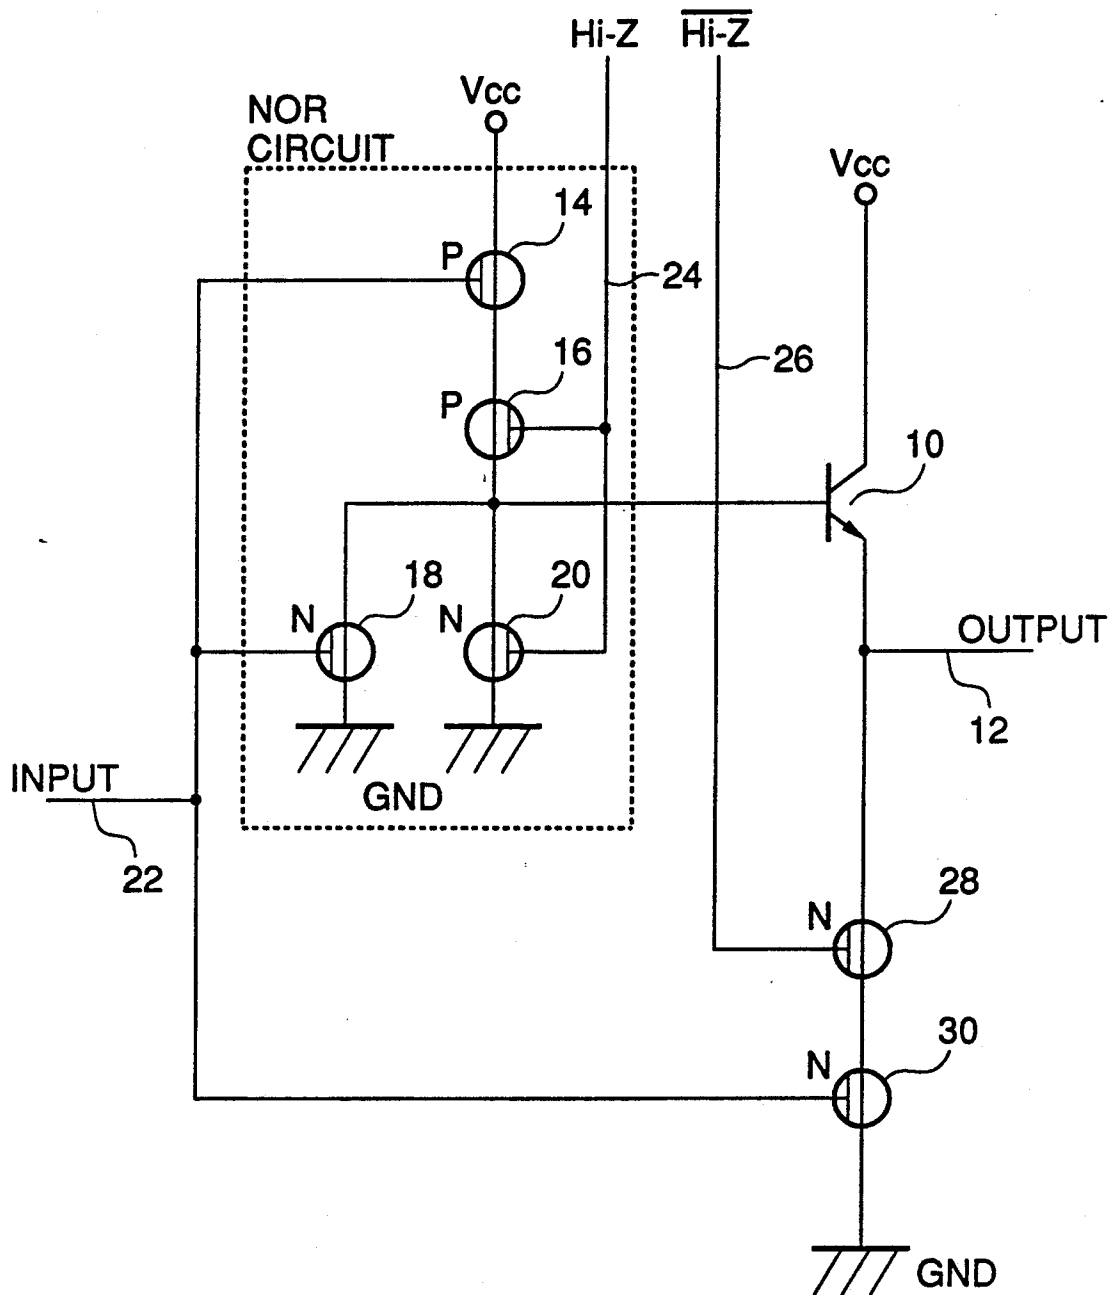 Hi-Z
H̅i̅-̅Z̅
Vcc
NOR
CIRCUIT
Vcc
14
P
24
16
26
P
10
18
20
N
N
OUTPUT
12
INPUT
GND
22
28
N
30
N
GND